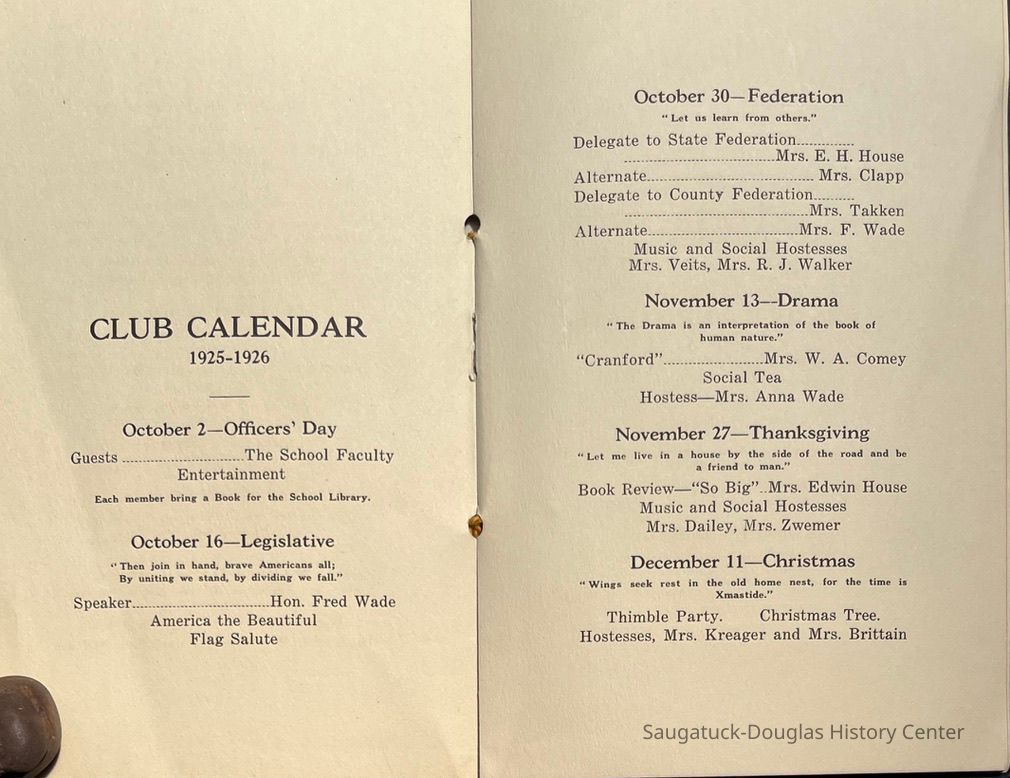 CLUB CALENDAR
1925-1926
October 2—Officers' Day
Guests ........................The School Faculty
Entertainment
Each member bring a Book for the School Library.
October 16—Legislative
“Then join in hand, brave Americans all;
By uniting we stand, by dividing we fall.”
Speaker...........................Hon. Fred Wade
America the Beautiful
Flag Salute
October 30—Federation
“Let us learn from others.”
Delegate to State Federation............
..............................Mrs. E. H. House
Alternate................................. Mrs. Clapp
Delegate to County Federation.........
.....................................Mrs. Takken
Alternate..............................Mrs. F. Wade
Music and Social Hostesses
Mrs. Veits, Mrs. R. J. Walker
November 13--Drama
“The Drama is an interpretation of the book of
human nature.”
“Cranford”....................Mrs. W. A. Comey
Social Tea
Hostess—Mrs. Anna Wade
November 27—Thanksgiving
“Let me live in a house by the side of the road and be
a friend to man.”
Book Review—“So Big”..Mrs. Edwin House
Music and Social Hostesses
Mrs. Dailey, Mrs. Zwemer
December 11—Christmas
“Wings seek rest in the old home nest, for the time is
Xmastide.”
Thimble Party. Christmas Tree.
Hostesses, Mrs. Kreager and Mrs. Brittain
Saugatuck-Douglas History Center